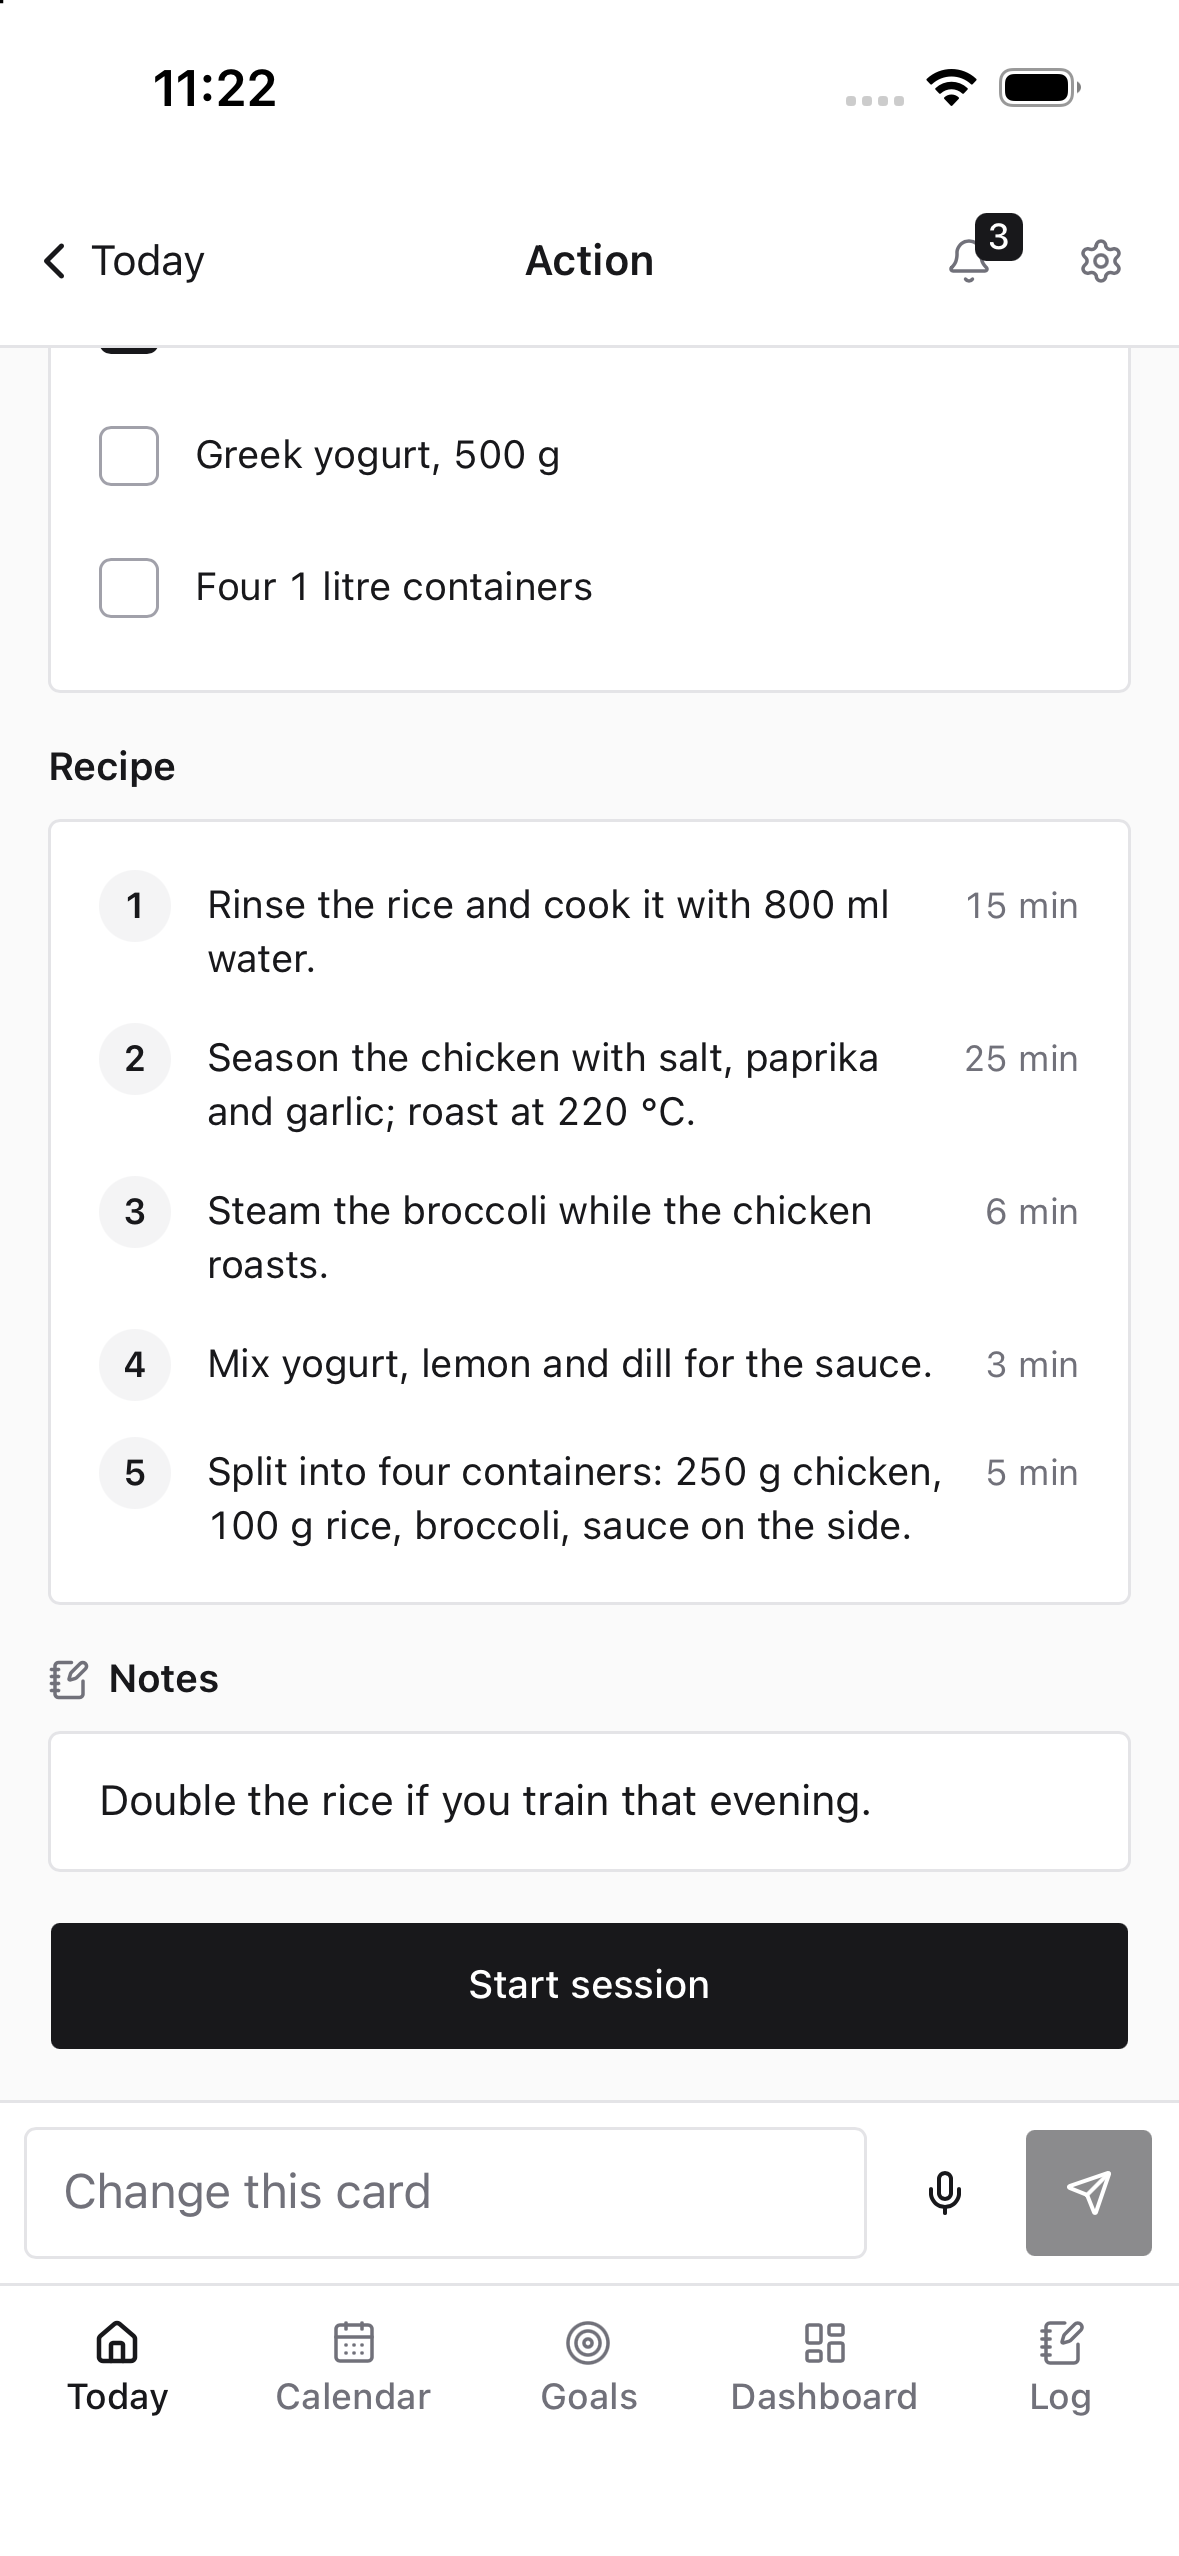 11:22
Today
Action
3
Greek yogurt, 500 g
Four 1 litre containers
Recipe
1
Rinse the rice and cook it with 800 ml
15 min
water.
2
Season the chicken with salt, paprika
25 min
and garlic; roast at 220 °C.
3
Steam the broccoli while the chicken
6 min
roasts.
4
Mix yogurt, lemon and dill for the sauce.
3 min
5
Split into four containers: 250 g chicken,
5 min
100 g rice, broccoli, sauce on the side.
Notes
Double the rice if you train that evening.
Start session
Change this card
Today
Calendar
Goals
Dashboard
Log